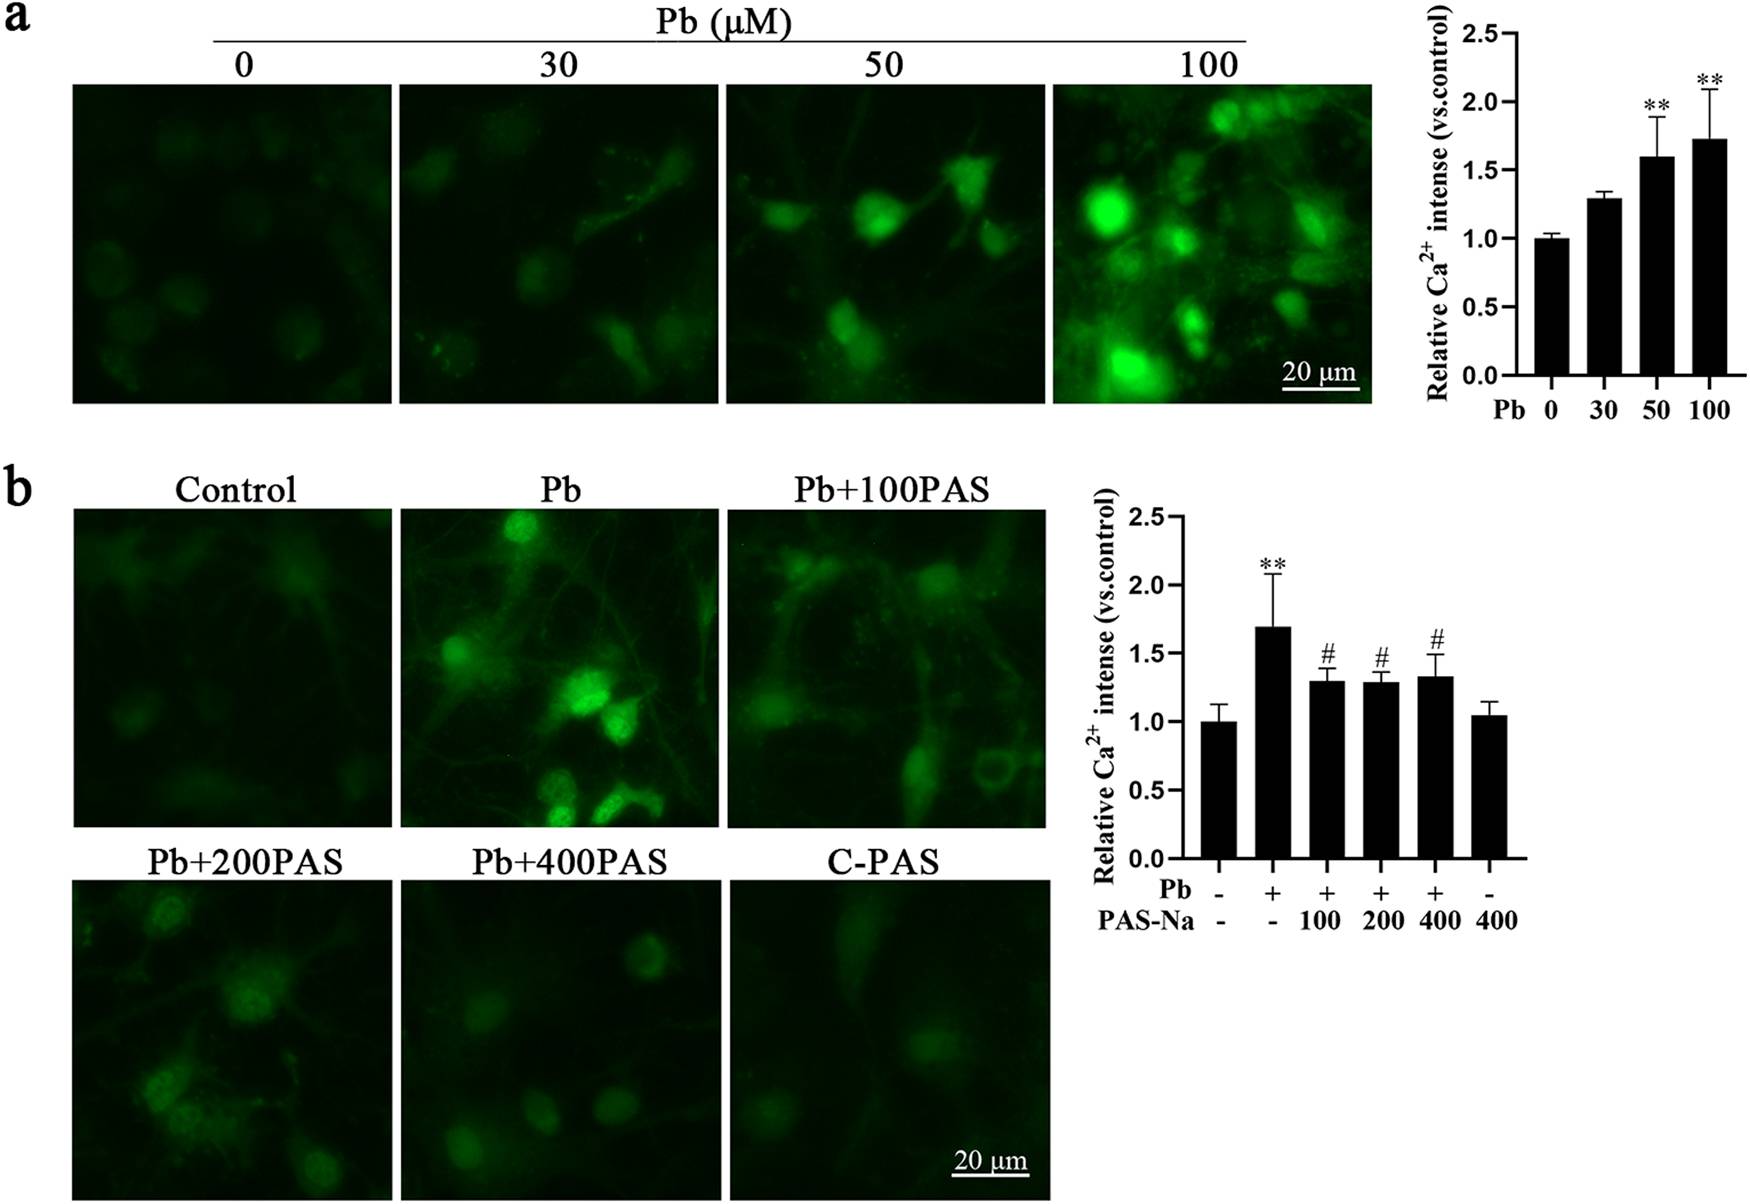 a
Pb (μM)
0 30 50 100
20 μm
Relative Ca2+ intense (vs.control)
2.5
2.0
1.5
1.0
0.5
0.0
**
**
Pb 0 30 50 100
b
Control Pb Pb+100PAS
Pb+200PAS Pb+400PAS C-PAS
20 μm
Relative Ca2+ intense (vs.control)
2.5
2.0
1.5
1.0
0.5
0.0
**
# # #
Pb - + + + + -
PAS-Na - - 100 200 400 400